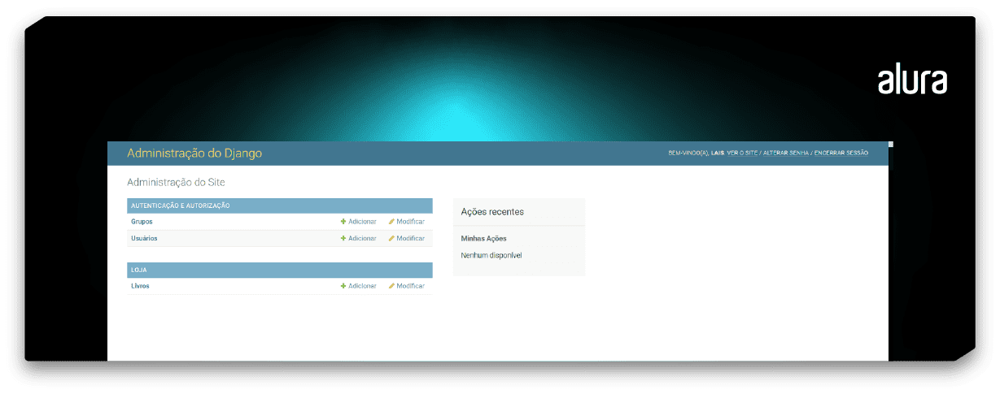 alura
Administração do Django
BEM-VINDO(A), LAIS. VER O SITE / ALTERAR SENHA / ENCERRAR SESSÃO
Administração do Site
AUTENTICAÇÃO E AUTORIZAÇÃO
Grupos Adicionar Modificar
Usuários Adicionar Modificar
LOJA
Livros Adicionar Modificar
Ações recentes
Minhas Ações
Nenhum disponível